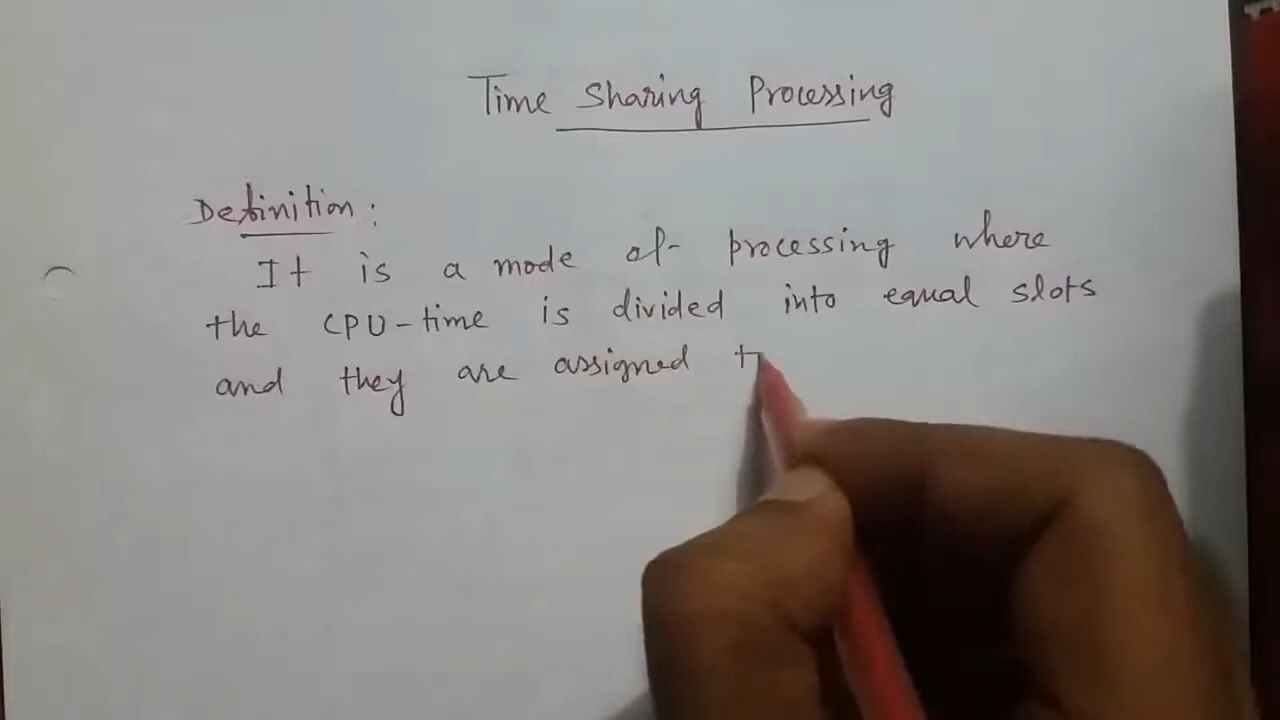 Time Sharing Processing
Definition:
It is a mode of processing where
the CPU-time is divided into equal slots
and they are assigned